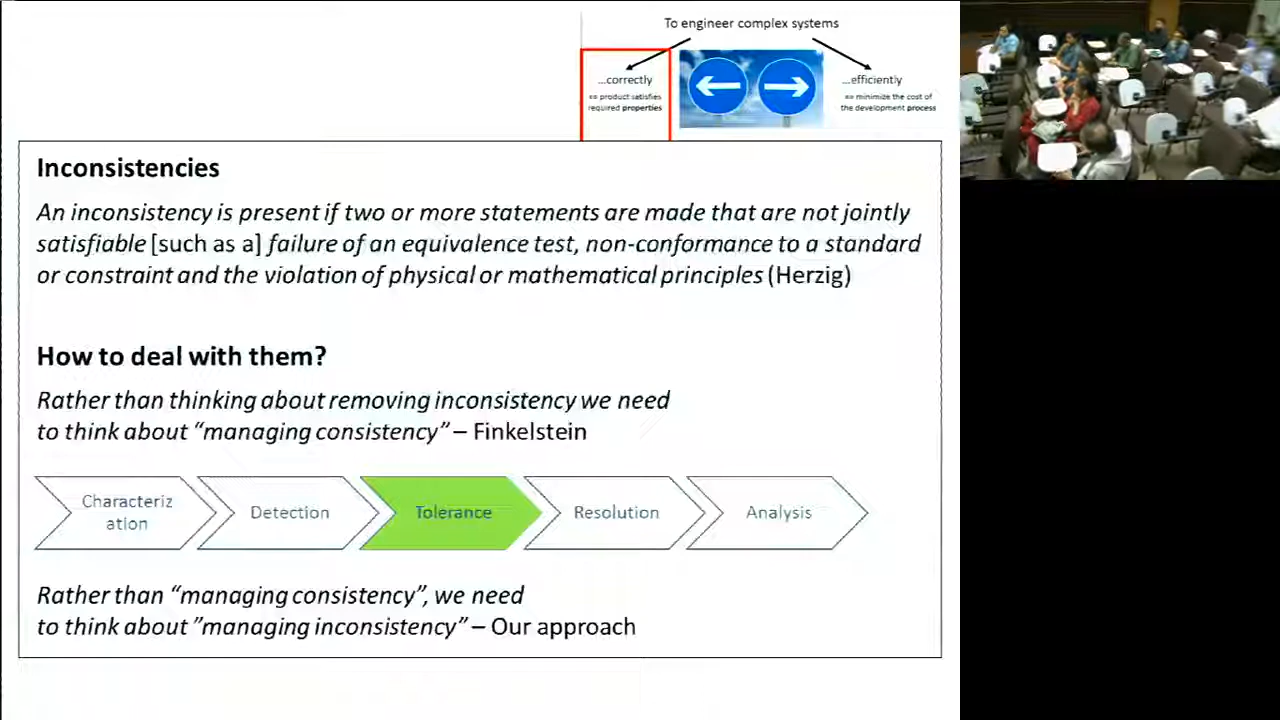 To engineer complex systems
...correctly
== product satisfies
required properties
...efficiently
== minimize the cost of
the development process
Inconsistencies
An inconsistency is present if two or more statements are made that are not jointly
satisfiable [such as a] failure of an equivalence test, non-conformance to a standard
or constraint and the violation of physical or mathematical principles (Herzig)
How to deal with them?
Rather than thinking about removing inconsistency we need
to think about “managing consistency” – Finkelstein
Characteriz
ation
Detection
Tolerance
Resolution
Analysis
Rather than “managing consistency”, we need
to think about ”managing inconsistency” – Our approach